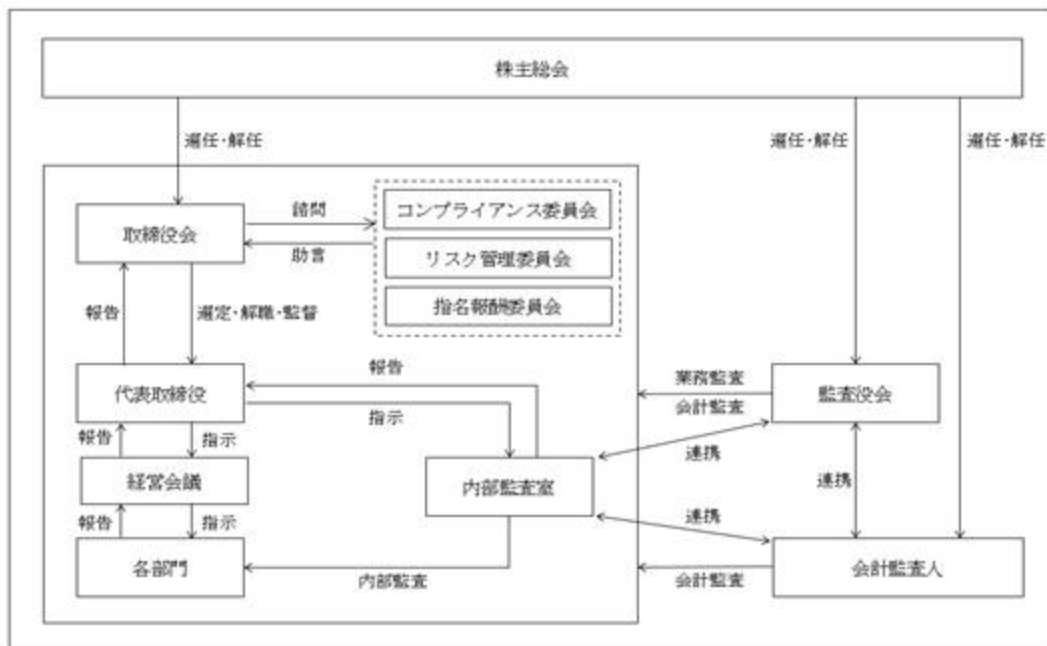 株主総会
選任・解任
選任・解任
選任・解任
コンプライアンス委員会
諮問
取締役会
助言
リスク管理委員会
指名報酬委員会
報告
選定・解職・監督
代表取締役
報告
指示
業務監査
会計監査
監査役会
報告
指示
連携
経営会議
内部監査室
連携
報告
指示
連携
各部門
内部監査
会計監査
会計監査人